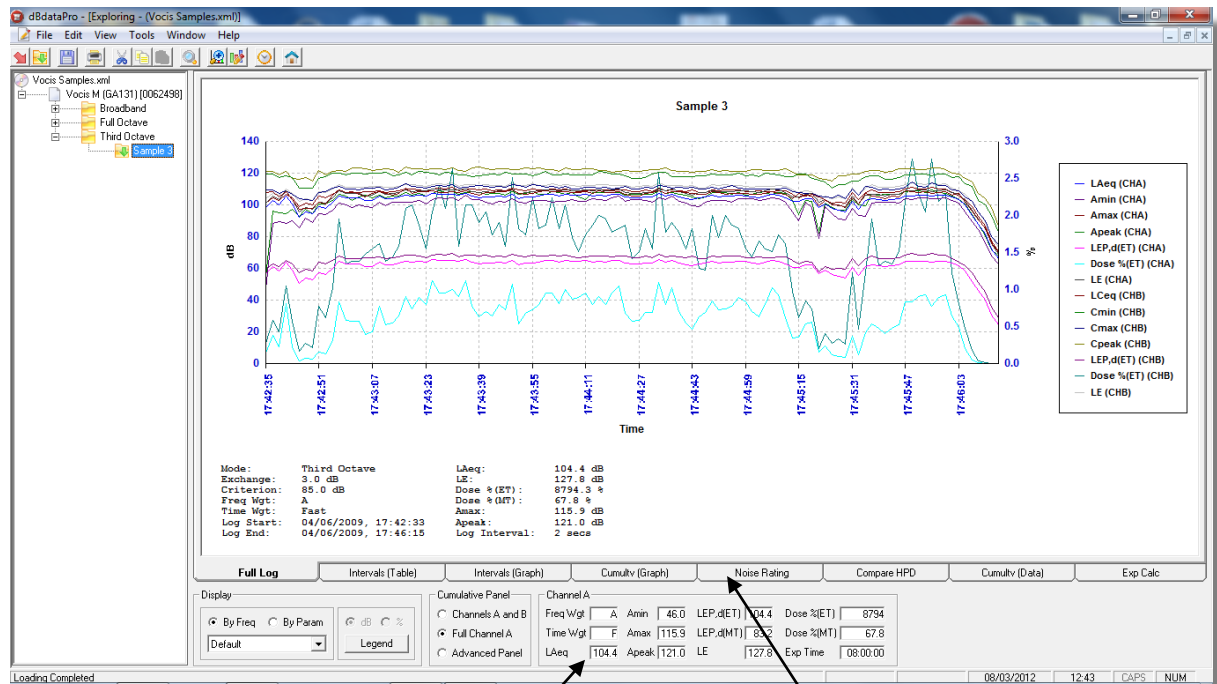 dBdataPro - [Exploring - (Vocis Samples.xml)]
File Edit View Tools Window Help
Vocis Samples.xml
Vocis M (GA131) [0062498]
Broadband
Full Octave
Third Octave
Sample 3
Sample 3
140
120
100
80
60
40
20
0
dB
3.0
2.5
2.0
1.5
1.0
0.5
0.0
%
17:42:35
17:42:51
17:43:07
17:43:23
17:43:39
17:43:55
17:44:11
17:44:27
17:44:43
17:44:59
17:45:15
17:45:31
17:45:47
17:46:03
Time
LAeq (CHA)
Amin (CHA)
Amax (CHA)
Apeak (CHA)
LEP,d(ET) (CHA)
Dose %(ET) (CHA)
LE (CHA)
LCeq (CHB)
Cmin (CHB)
Cmax (CHB)
Cpeak (CHB)
LEP,d(ET) (CHB)
Dose %(ET) (CHB)
LE (CHB)
Mode: Third Octave LAeq: 104.4 dB
Exchange: 3.0 dB LE: 127.8 dB
Criterion: 85.0 dB Dose %(ET): 8794.3 %
Freq Wgt: A Dose %(MT): 67.8 %
Time Wgt: Fast Amax: 115.9 dB
Log Start: 04/06/2009, 17:42:33 Apeak: 121.0 dB
Log End: 04/06/2009, 17:46:15 Log Interval: 2 secs
Full Log Intervals (Table) Intervals (Graph) Cumultv (Graph) Noise Rating Compare HPD Cumultv (Data) Exp Calc
Display
By Freq By Param
Default
dB %
Legend
Cumulative Panel
Channels A and B
Full Channel A
Advanced Panel
Channel A
Freq Wgt A Amin 46.0 LEP,d(ET) 104.4 Dose %(ET) 8794
Time Wgt F Amax 115.9 LEP,d(MT) 83.2 Dose %(MT) 67.8
LAeq 104.4 Apeak 121.0 LE 127.8 Exp Time 08:00:00
Loading Completed 08/03/2012 12:43 CAPS NUM